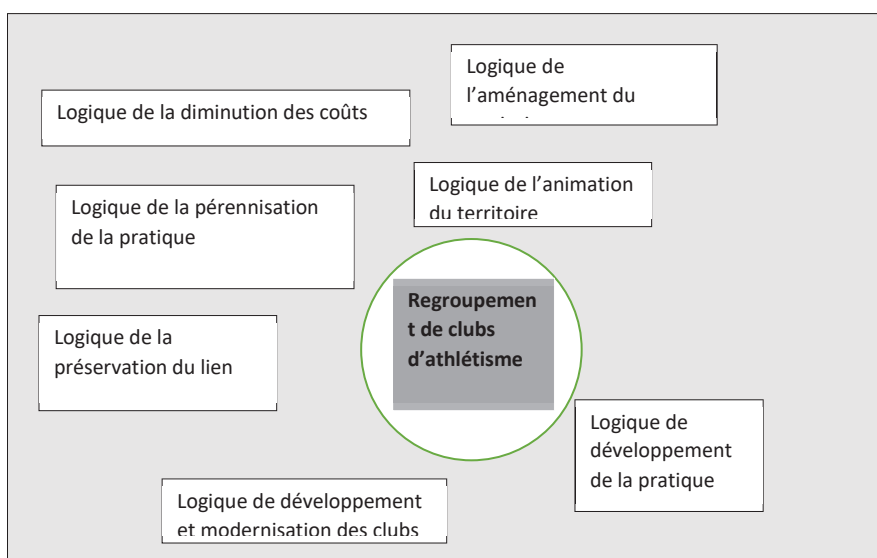 Logique de
l’aménagement du
Logique de la diminution des coûts
Logique de l’animation
du territoire
Logique de la pérennisation
de la pratique
Regroupemen
t de clubs
d’athlétisme
Logique de la
préservation du lien
Logique de
développement
de la pratique
Logique de développement
et modernisation des clubs